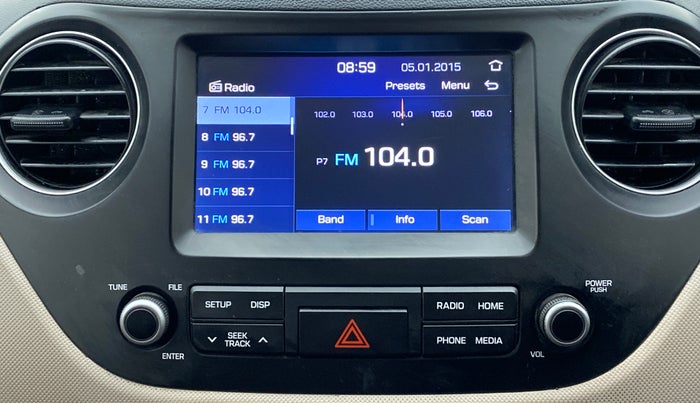 08:59 05.01.2015
Radio Presets Menu
7 FM 104.0
8 FM 96.7
9 FM 96.7
10 FM 96.7
11 FM 96.7
102.0 103.0 104.0 105.0 106.0
P7 FM 104.0
Band Info Scan
TUNE FILE
ENTER
SETUP DISP
SEEK
TRACK
RADIO HOME
PHONE MEDIA
POWER
PUSH
VOL